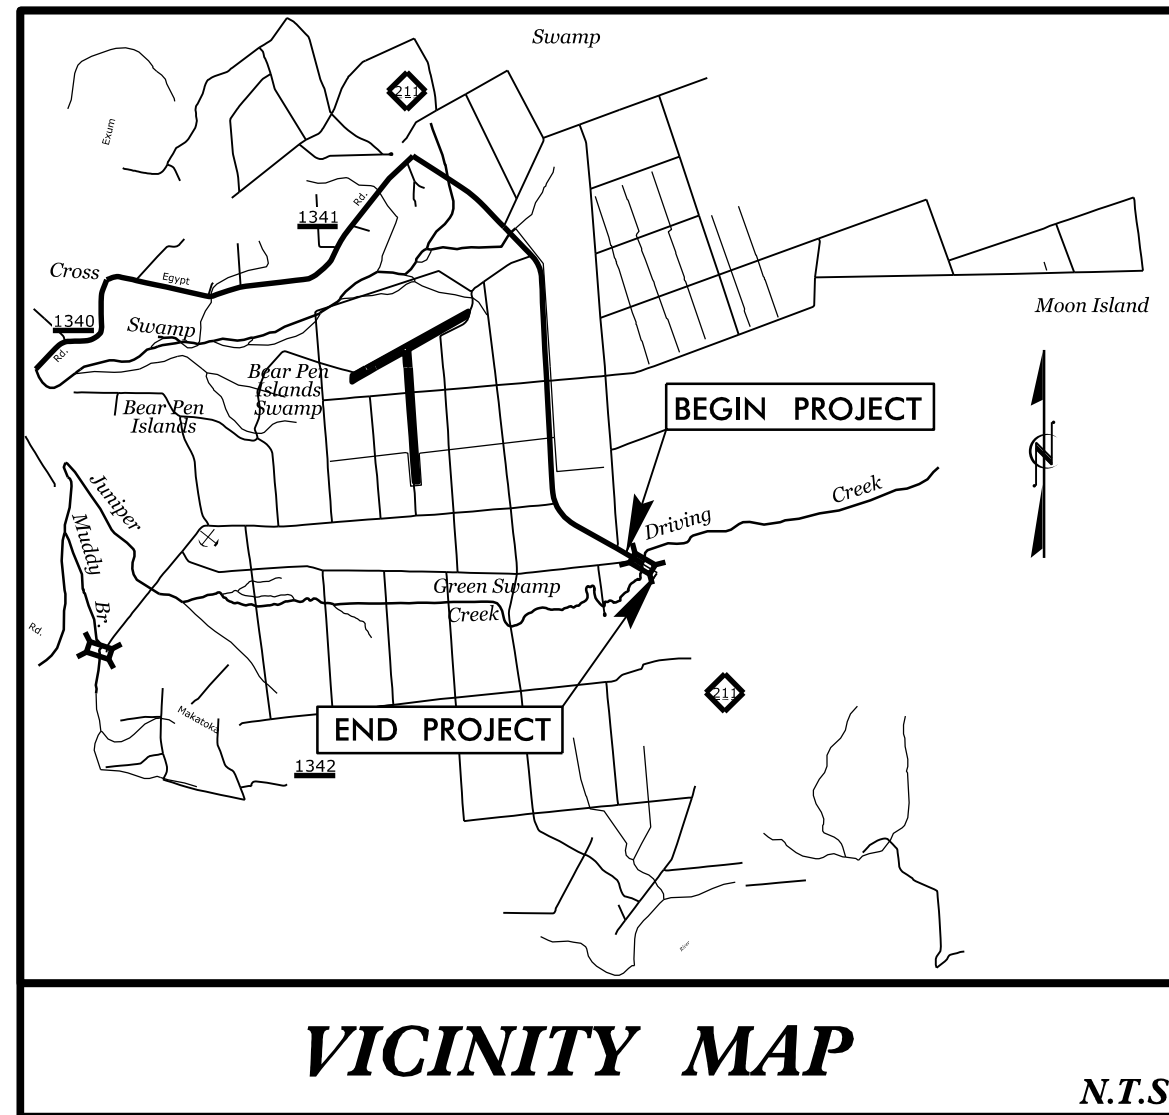 Swamp
211
Exum
Rd.
1341
Cross
Egypt
Moon Island
1340
Swamp
Rd.
Bear Pen
Islands
Swamp
Bear Pen
Islands
BEGIN PROJECT
N
Juniper
Creek
Driving
Muddy
Green Swamp
Creek
Br.
Rd.
211
Makatoka
END PROJECT
1342
River
VICINITY MAP
N.T.S